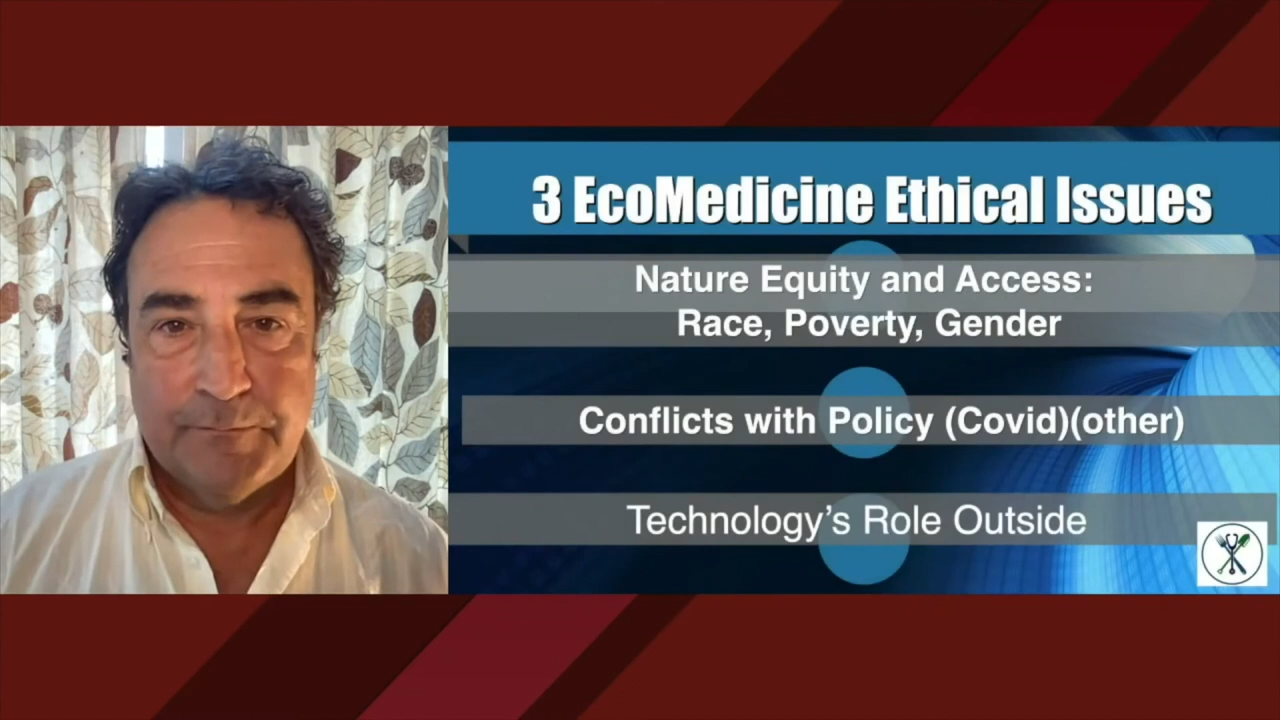 3 EcoMedicine Ethical Issues
Nature Equity and Access:
Race, Poverty, Gender
Conflicts with Policy (Covid)(other)
Technology’s Role Outside